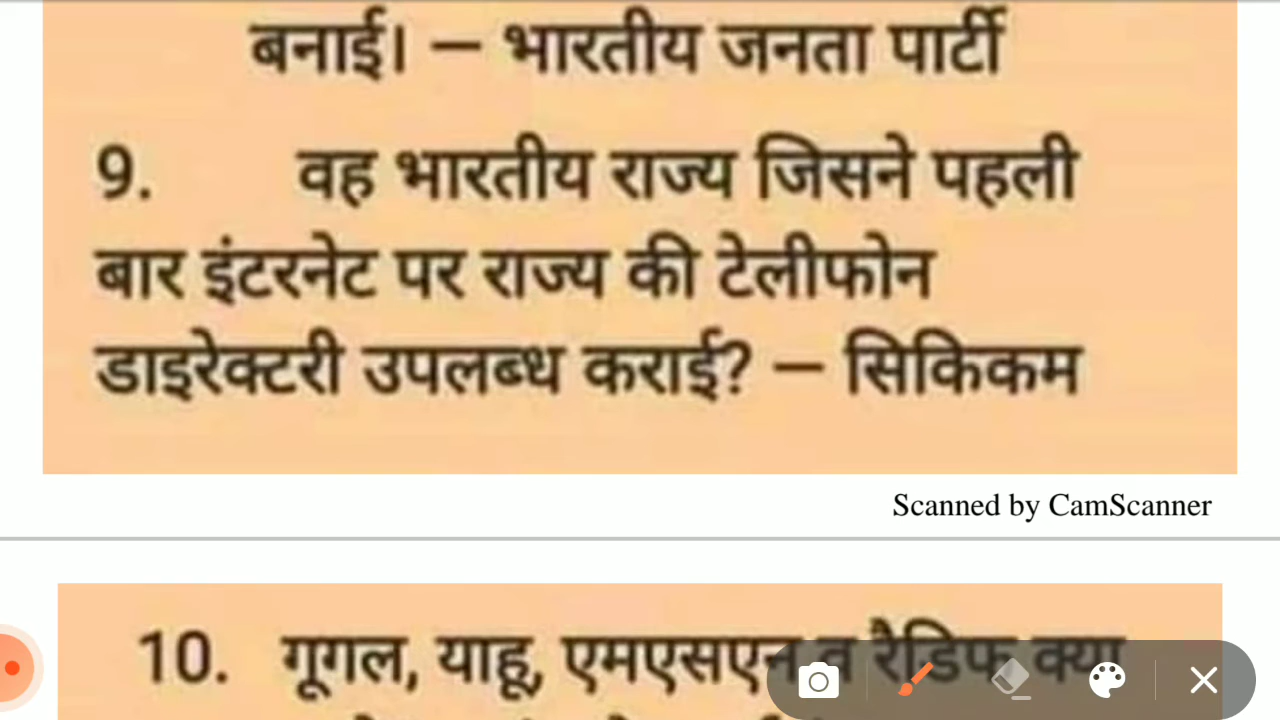 बनाई। – भारतीय जनता पार्टी
9. वह भारतीय राज्य जिसने पहली
बार इंटरनेट पर राज्य की टेलीफोन
डाइरेक्टरी उपलब्ध कराई? – सिकिकम
Scanned by CamScanner
10. गूगल, याहू, एमएसएन व रैडिफ क्या